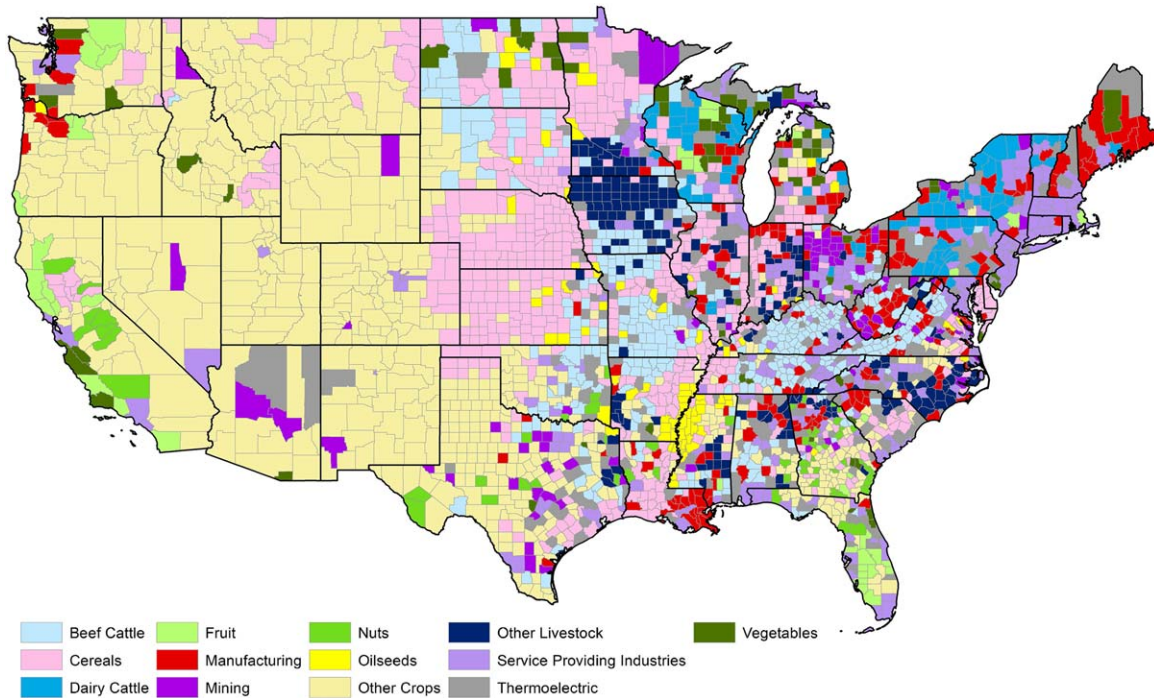 Beef Cattle Fruit Nuts Other Livestock Vegetables
Cereals Manufacturing Oilseeds Service Providing Industries
Dairy Cattle Mining Other Crops Thermoelectric